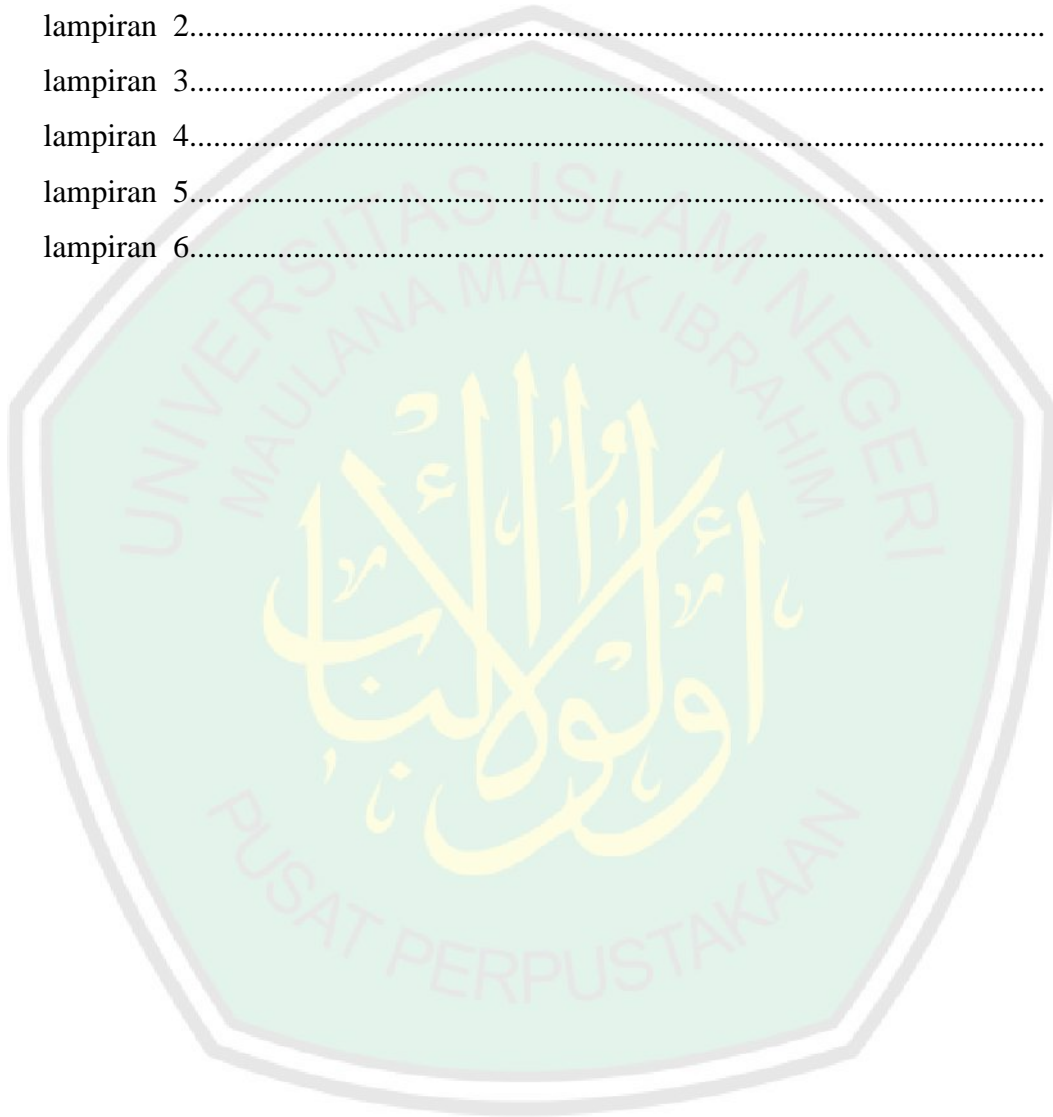 lampiran 2...........................................................................................................
lampiran 3...........................................................................................................
lampiran 4...........................................................................................................
lampiran 5...........................................................................................................
lampiran 6...........................................................................................................
UNIVERSITAS ISLAM NEGERI
MAULANA MALIK IBRAHIM
أولوا الألباب
PUSAT PERPUSTAKAAN